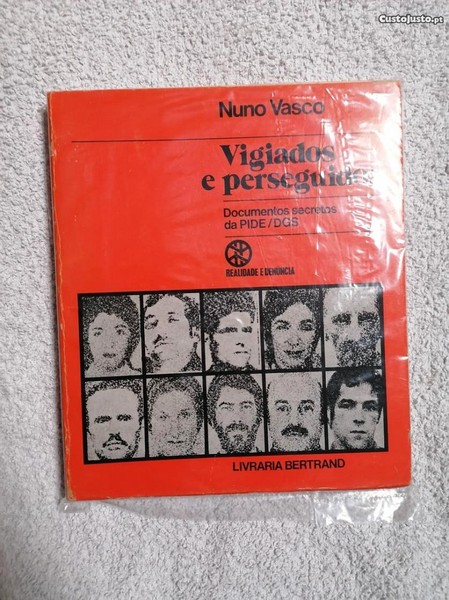 CustoJusto.pt
Nuno Vasco
Vigiados
e perseguidos
Documentos secretos
da PIDE/DGS
REALIDADE E DENÚNCIA
LIVRARIA BERTRAND